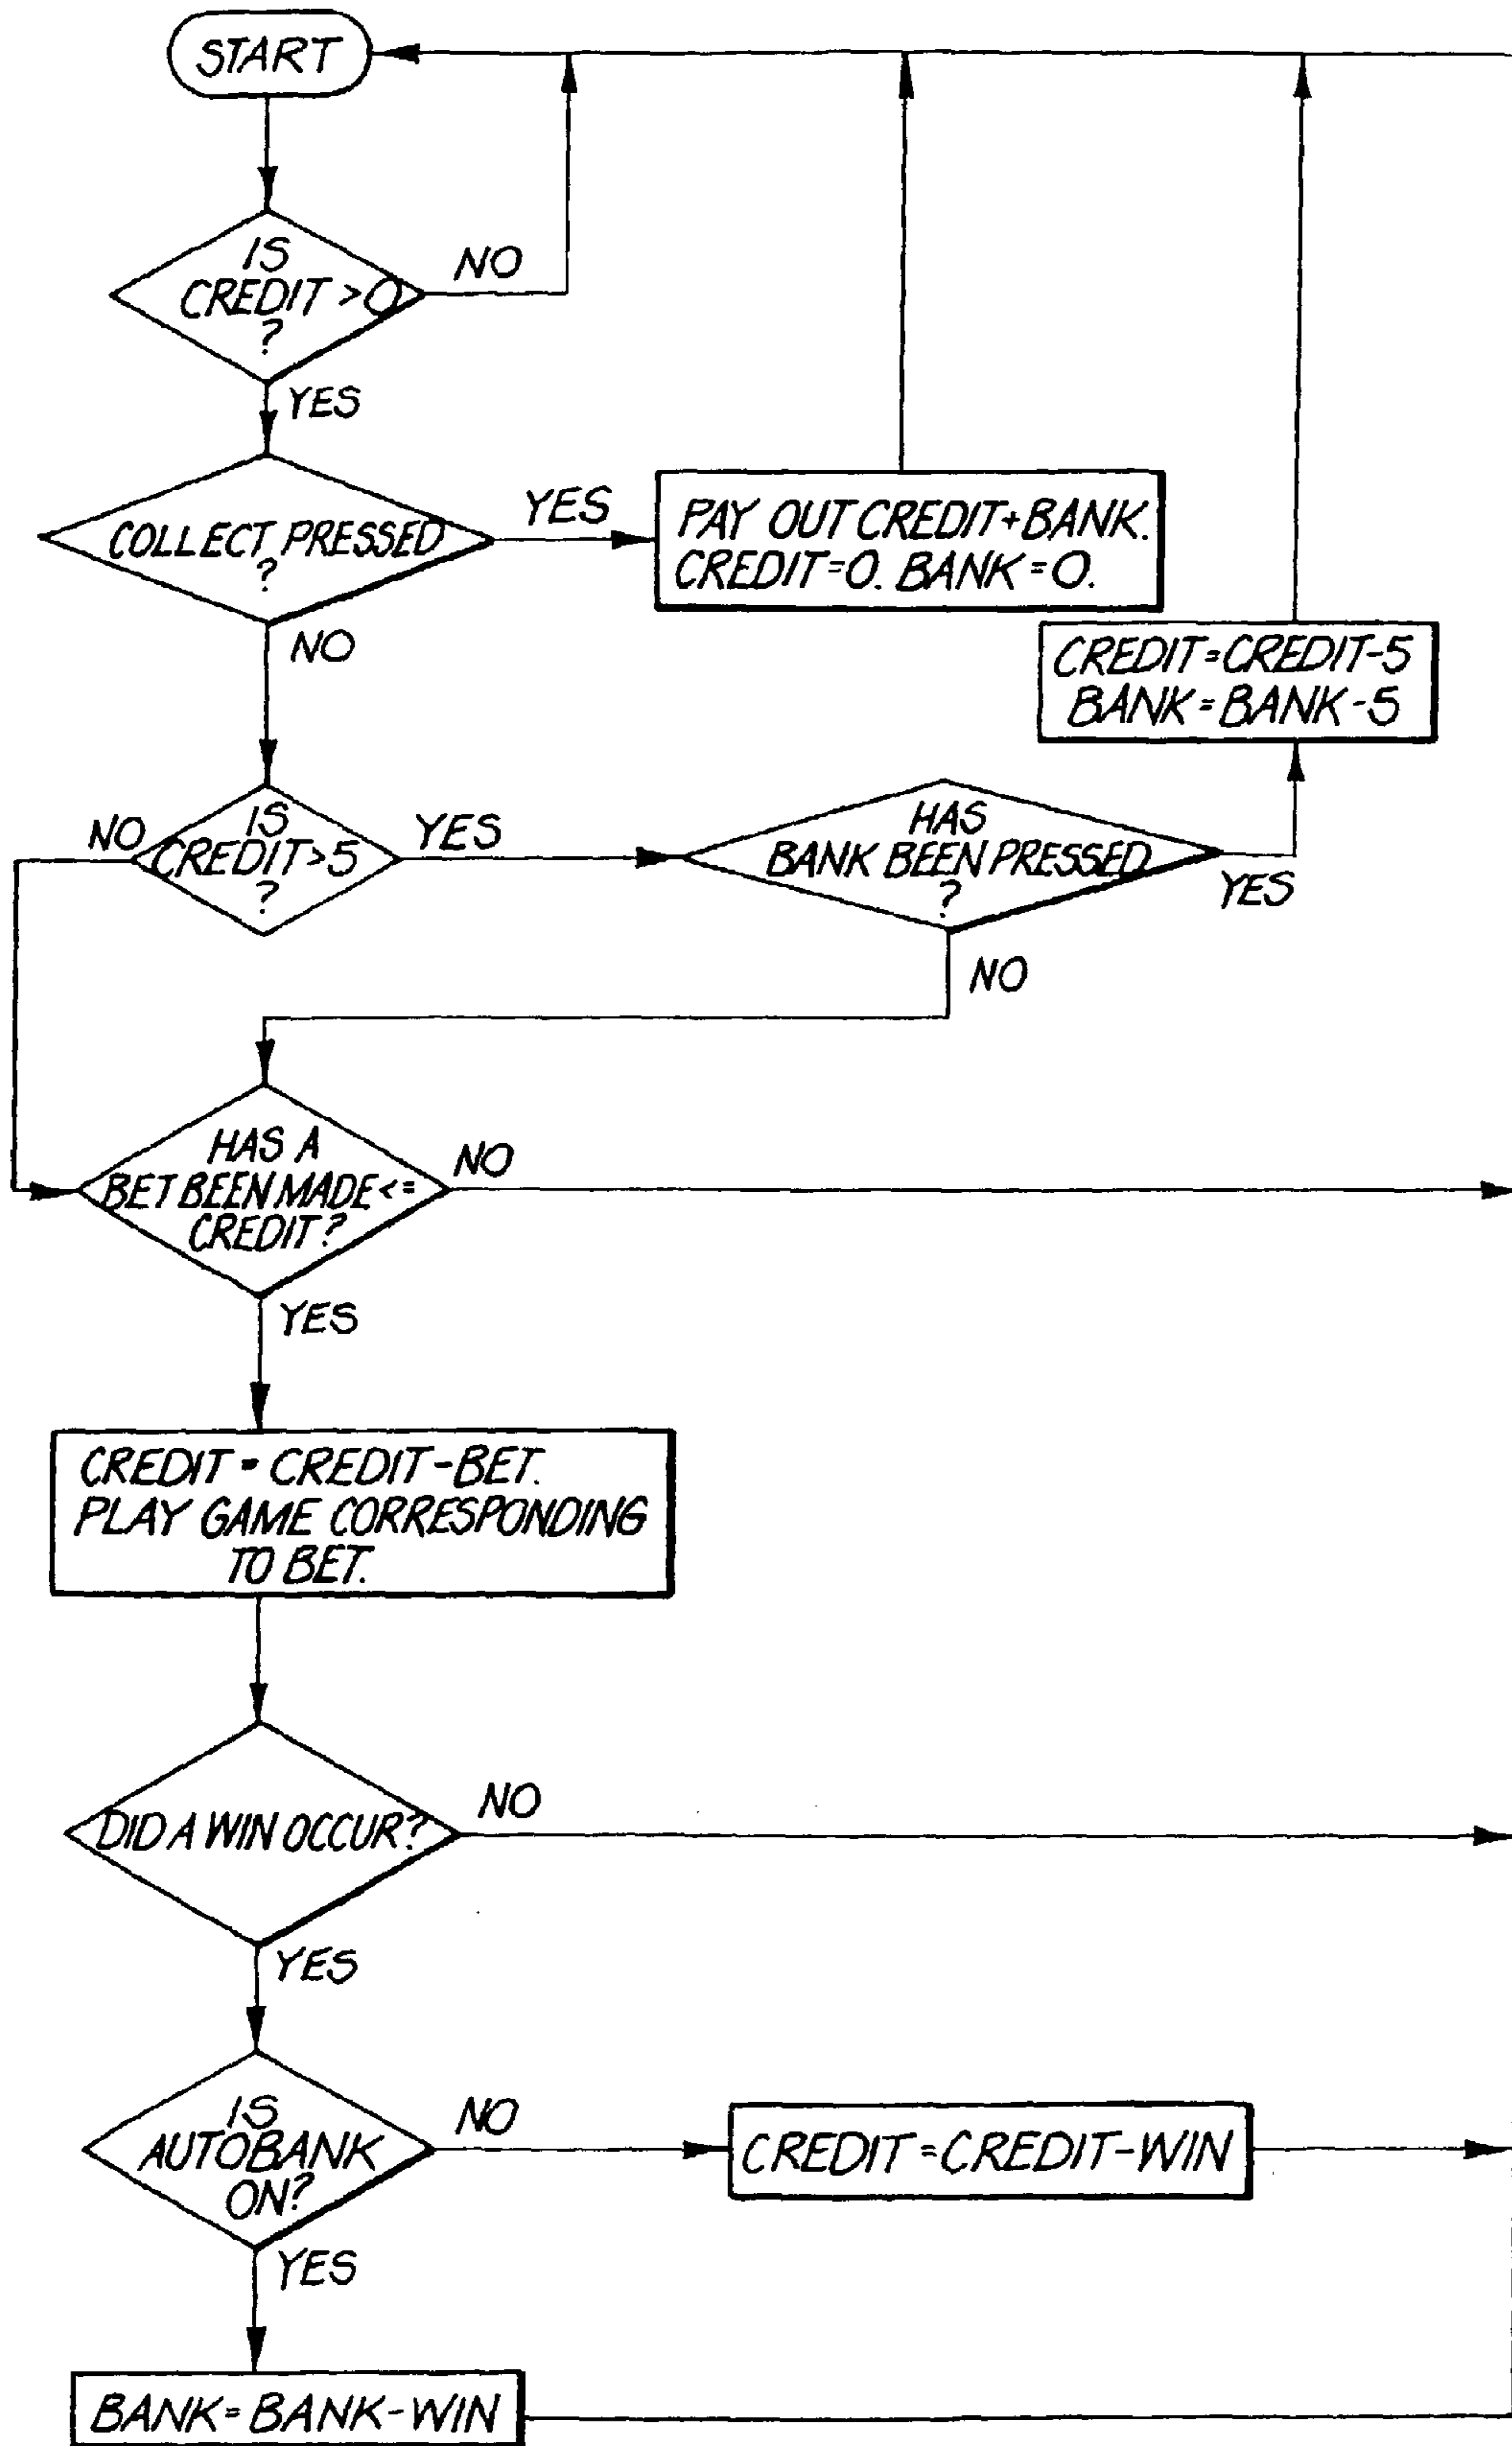 START
IS
CREDIT >0
?
NO
YES
COLLECT PRESSED
?
YES
PAY OUT CREDIT+BANK.
CREDIT=0. BANK=0.
NO
CREDIT=CREDIT-5
BANK=BANK-5
IS
CREDIT>5
?
NO
YES
HAS
BANK BEEN PRESSED
?
YES
NO
HAS A
BET BEEN MADE<=
CREDIT?
NO
YES
CREDIT=CREDIT-BET.
PLAY GAME CORRESPONDING
TO BET.
DID A WIN OCCUR?
NO
YES
IS
AUTOBANK
ON?
NO
CREDIT=CREDIT-WIN
YES
BANK=BANK-WIN